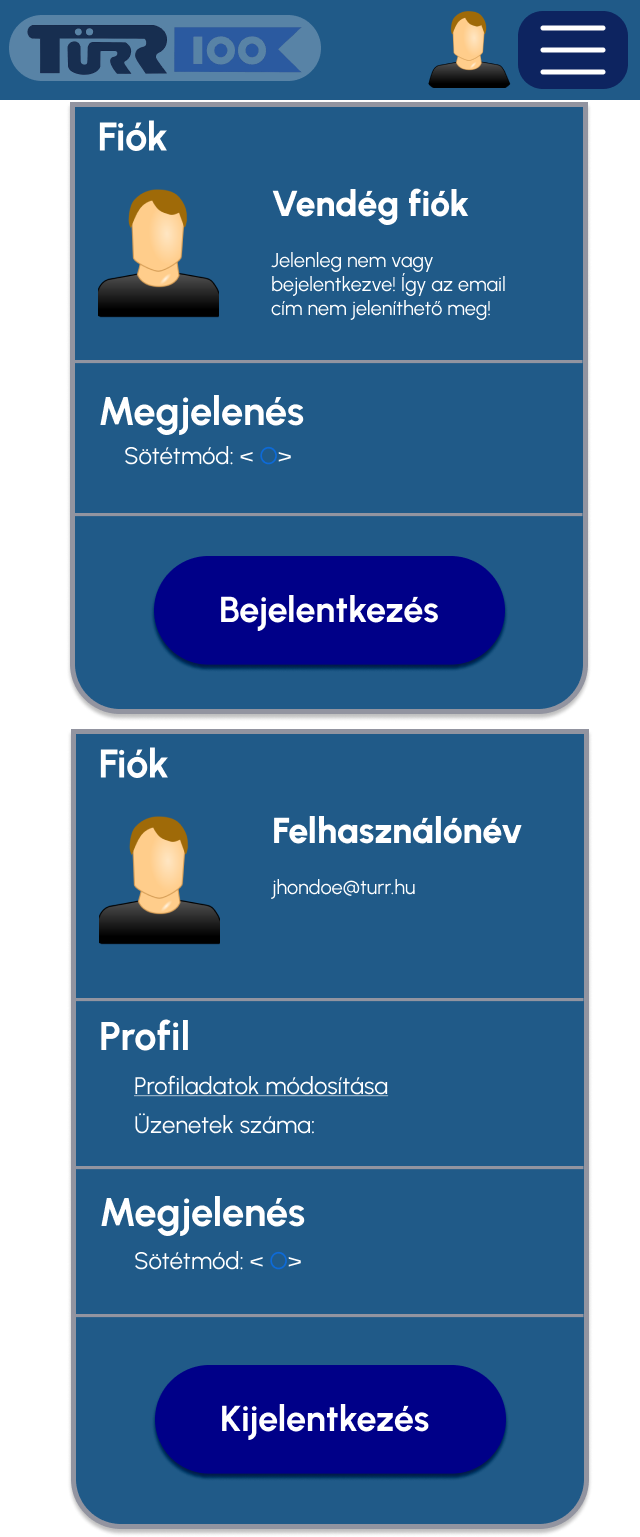 TÜRR 100
Fiók
Vendég fiók
Jelenleg nem vagy
bejelentkezve! Így az email
cím nem jeleníthető meg!
Megjelenés
Sötétmód: < O>
Bejelentkezés
Fiók
Felhasználónév
jhondoe@turr.hu
Profil
Profiladatok módosítása
Üzenetek száma:
Megjelenés
Sötétmód: < O>
Kijelentkezés